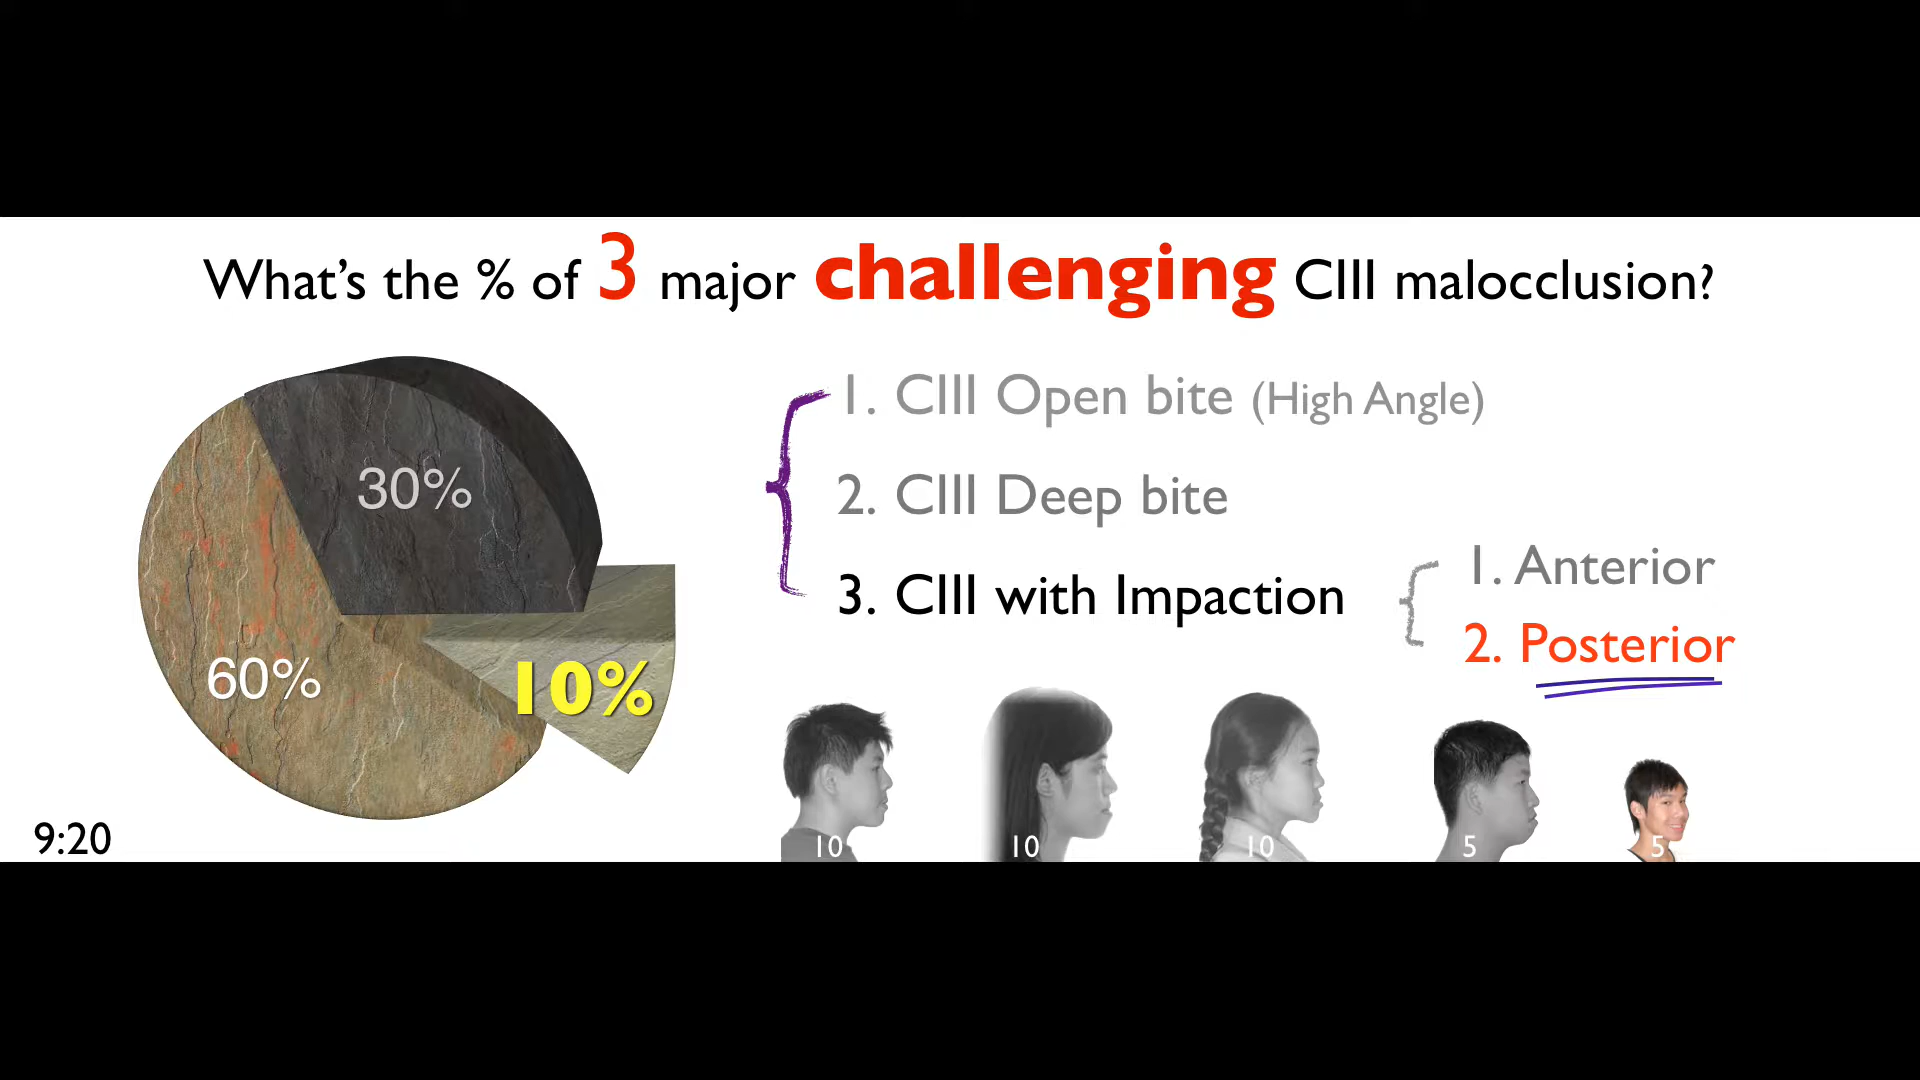 What's the % of 3 major challenging CIII malocclusion?
30%
60%
10%
1. CIII Open bite (High Angle)
2. CIII Deep bite
3. CIII with Impaction
1. Anterior
2. Posterior
9:20
10
10
10
5
5